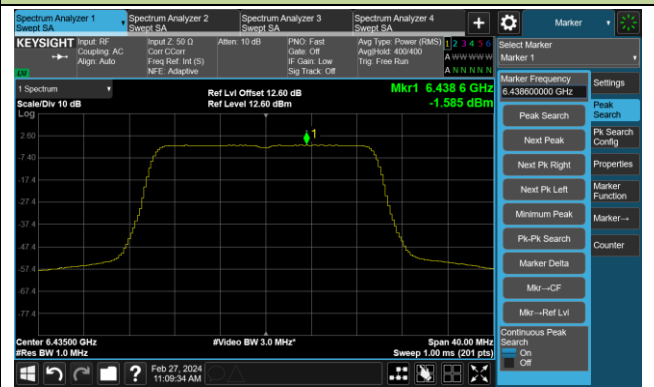 Spectrum Analyzer 1
Swept SA
Spectrum Analyzer 2
Swept SA
Spectrum Analyzer 3
Swept SA
Spectrum Analyzer 4
Swept SA
+
Marker
KEYSIGHT
Input: RF
Coupling: AC
Align: Auto
Input Z: 50 Ω
Corr CCorr
Freq Ref: Int (S)
NFE: Adaptive
Atten: 10 dB
PNO: Fast
Gate: Off
IF Gain: Low
Sig Track: Off
Avg Type: Power (RMS)
Avg|Hold: 400/400
Trig: Free Run
1 2 3 4 5 6
A W W W W W
A N N N N N
LXI
Select Marker
Marker 1
1 Spectrum
Scale/Div 10 dB
Log
Ref Lvl Offset 12.60 dB
Ref Level 12.60 dBm
Mkr1 6.438 6 GHz
-1.585 dBm
1
2.60
-7.40
-17.4
-27.4
-37.4
-47.4
-57.4
-67.4
-77.4
Center 6.43500 GHz
#Res BW 1.0 MHz
#Video BW 3.0 MHz*
Span 40.00 MHz
Sweep 1.00 ms (201 pts)
Marker Frequency
6.438600000 GHz
Peak Search
Next Peak
Next Pk Right
Next Pk Left
Minimum Peak
Pk-Pk Search
Marker Delta
Mkr→CF
Mkr→Ref Lvl
Continuous Peak
Search
On
Off
Settings
Peak
Search
Pk Search
Config
Properties
Marker
Function
Marker→
Counter
?
Feb 27, 2024
11:09:34 AM